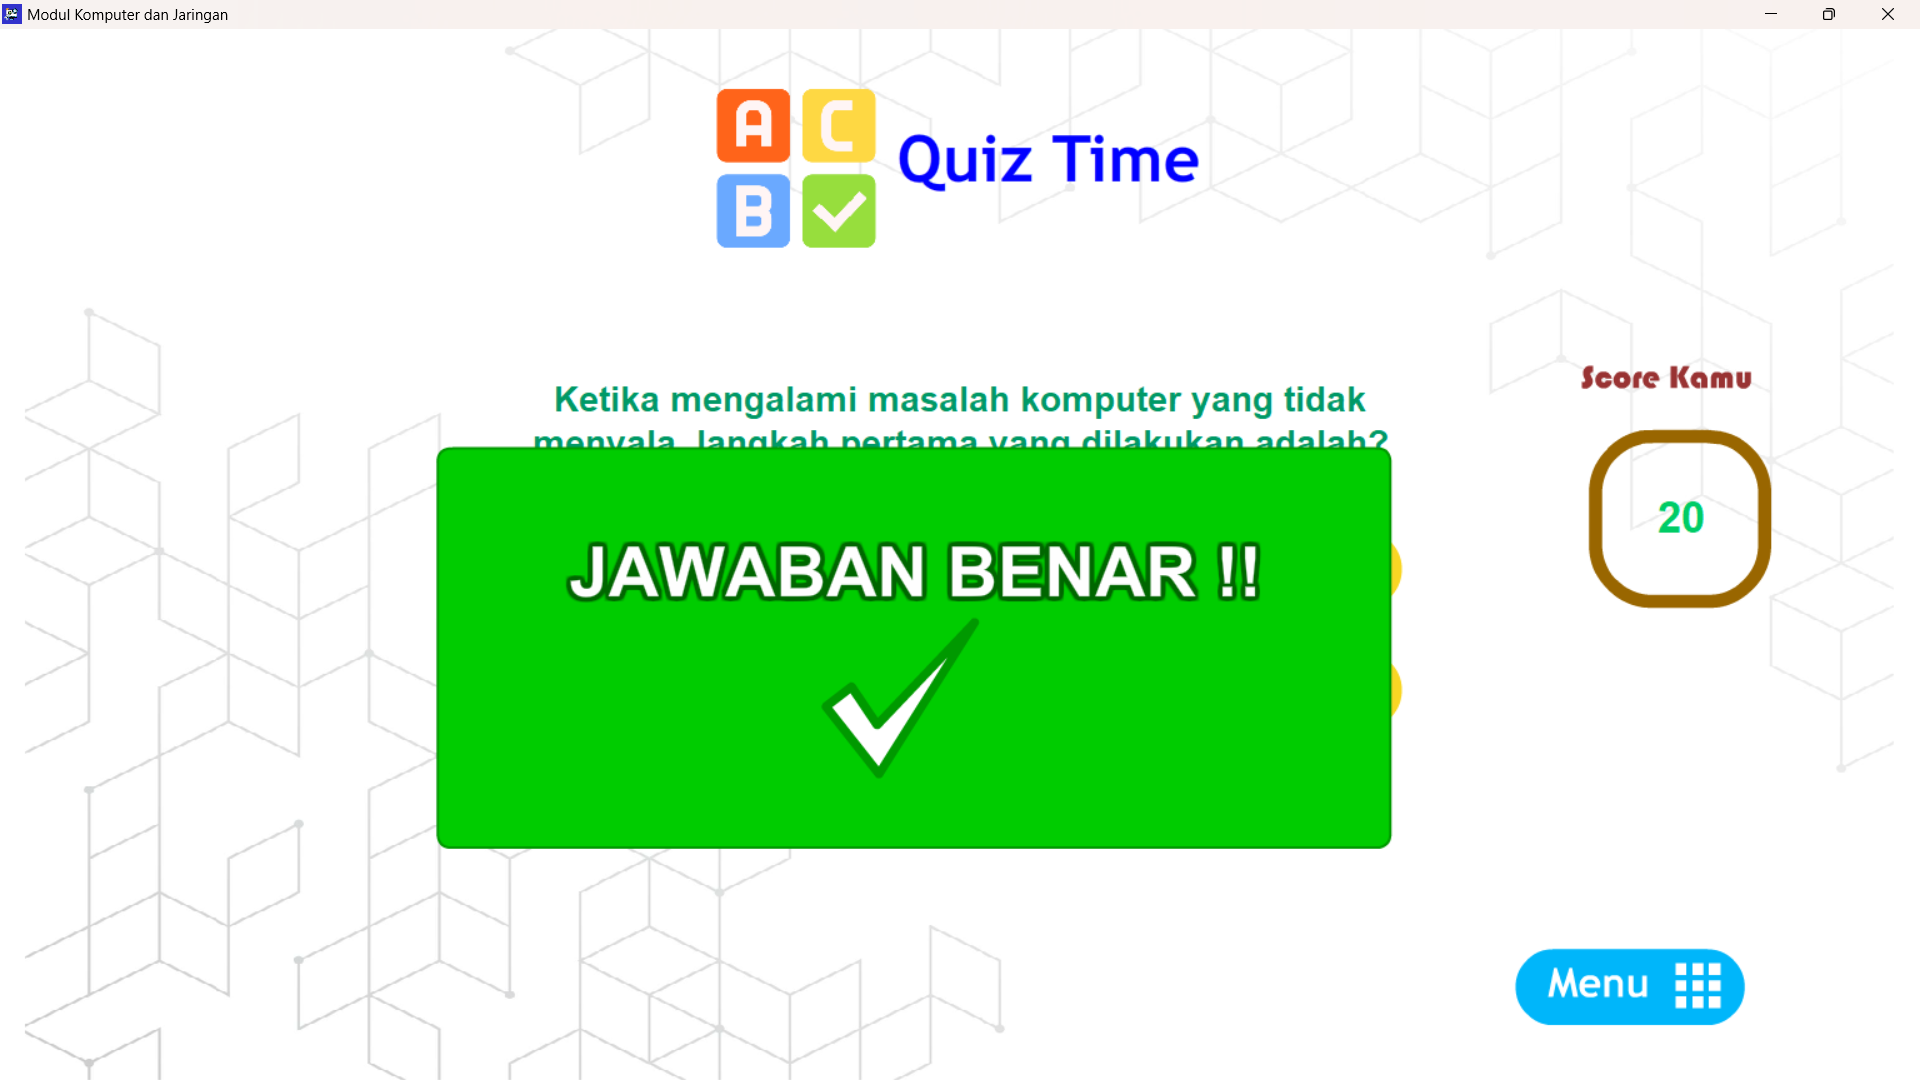 Modul Komputer dan Jaringan
A C
B
Quiz Time
Ketika mengalami masalah komputer yang tidak
menyala, langkah pertama yang dilakukan adalah?
Score Kamu
20
JAWABAN BENAR !!
Menu